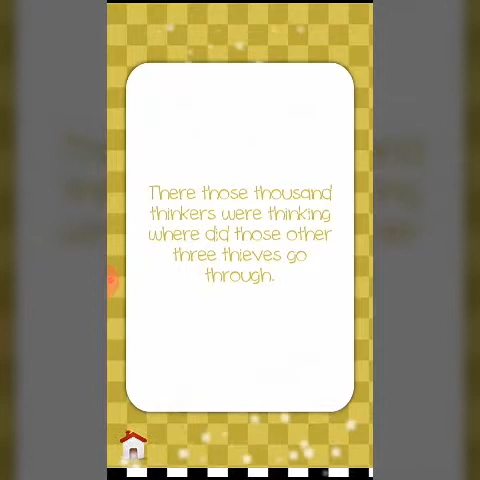 There those thousand
thinkers were thinking
where did those other
three thieves go
through.